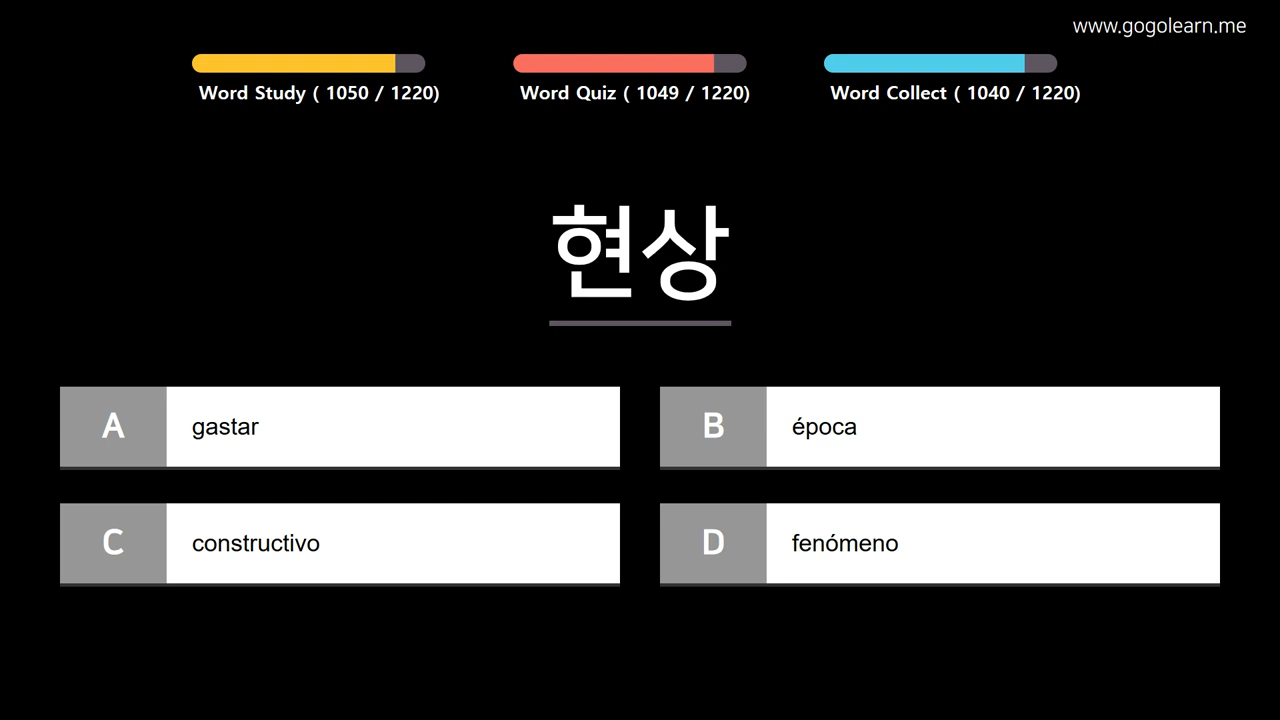 www.gogolearn.me
Word Study ( 1050 / 1220)
Word Quiz ( 1049 / 1220)
Word Collect ( 1040 / 1220)
현상
A gastar
B época
C constructivo
D fenómeno